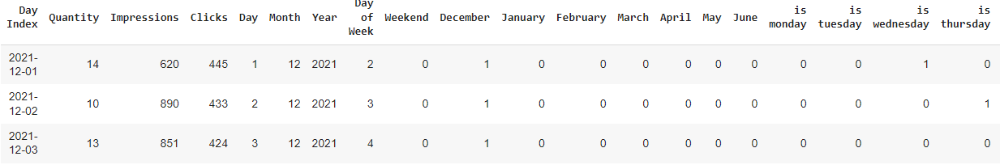 Day Index Quantity Impressions Clicks Day Month Year Day of Week Weekend December January February March April May June is monday is tuesday is wednesday is thursday
2021-12-01 14 620 445 1 12 2021 2 0 1 0 0 0 0 0 0 0 0 1 0
2021-12-02 10 890 433 2 12 2021 3 0 1 0 0 0 0 0 0 0 0 0 1
2021-12-03 13 851 424 3 12 2021 4 0 1 0 0 0 0 0 0 0 0 0 0